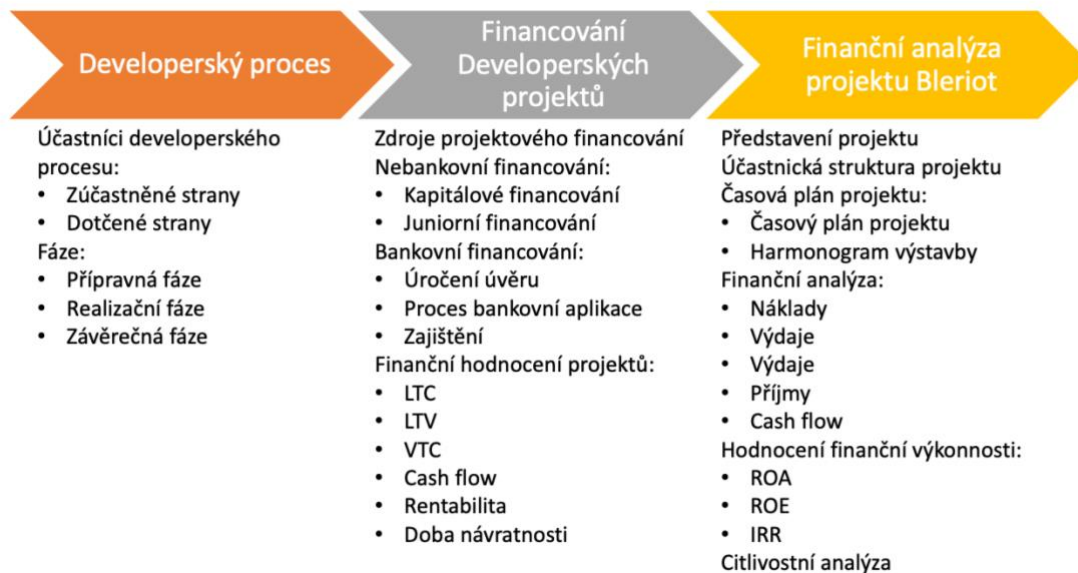 Developerský proces
Účastníci developerského
procesu:
• Zúčastněné strany
• Dotčené strany
Fáze:
• Přípravná fáze
• Realizační fáze
• Závěrečná fáze
Financování
Developerských
projektů
Zdroje projektového financování
Nebankovní financování:
• Kapitálové financování
• Juniorní financování
Bankovní financování:
• Úročení úvěru
• Proces bankovní aplikace
• Zajištění
Finanční hodnocení projektů:
• LTC
• LTV
• VTC
• Cash flow
• Rentabilita
• Doba návratnosti
Finanční analýza
projektu Bleriot
Představení projektu
Účastnická struktura projektu
Časová plán projektu:
• Časový plán projektu
• Harmonogram výstavby
Finanční analýza:
• Náklady
• Výdaje
• Výdaje
• Příjmy
• Cash flow
Hodnocení finanční výkonnosti:
• ROA
• ROE
• IRR
Citlivostní analýza